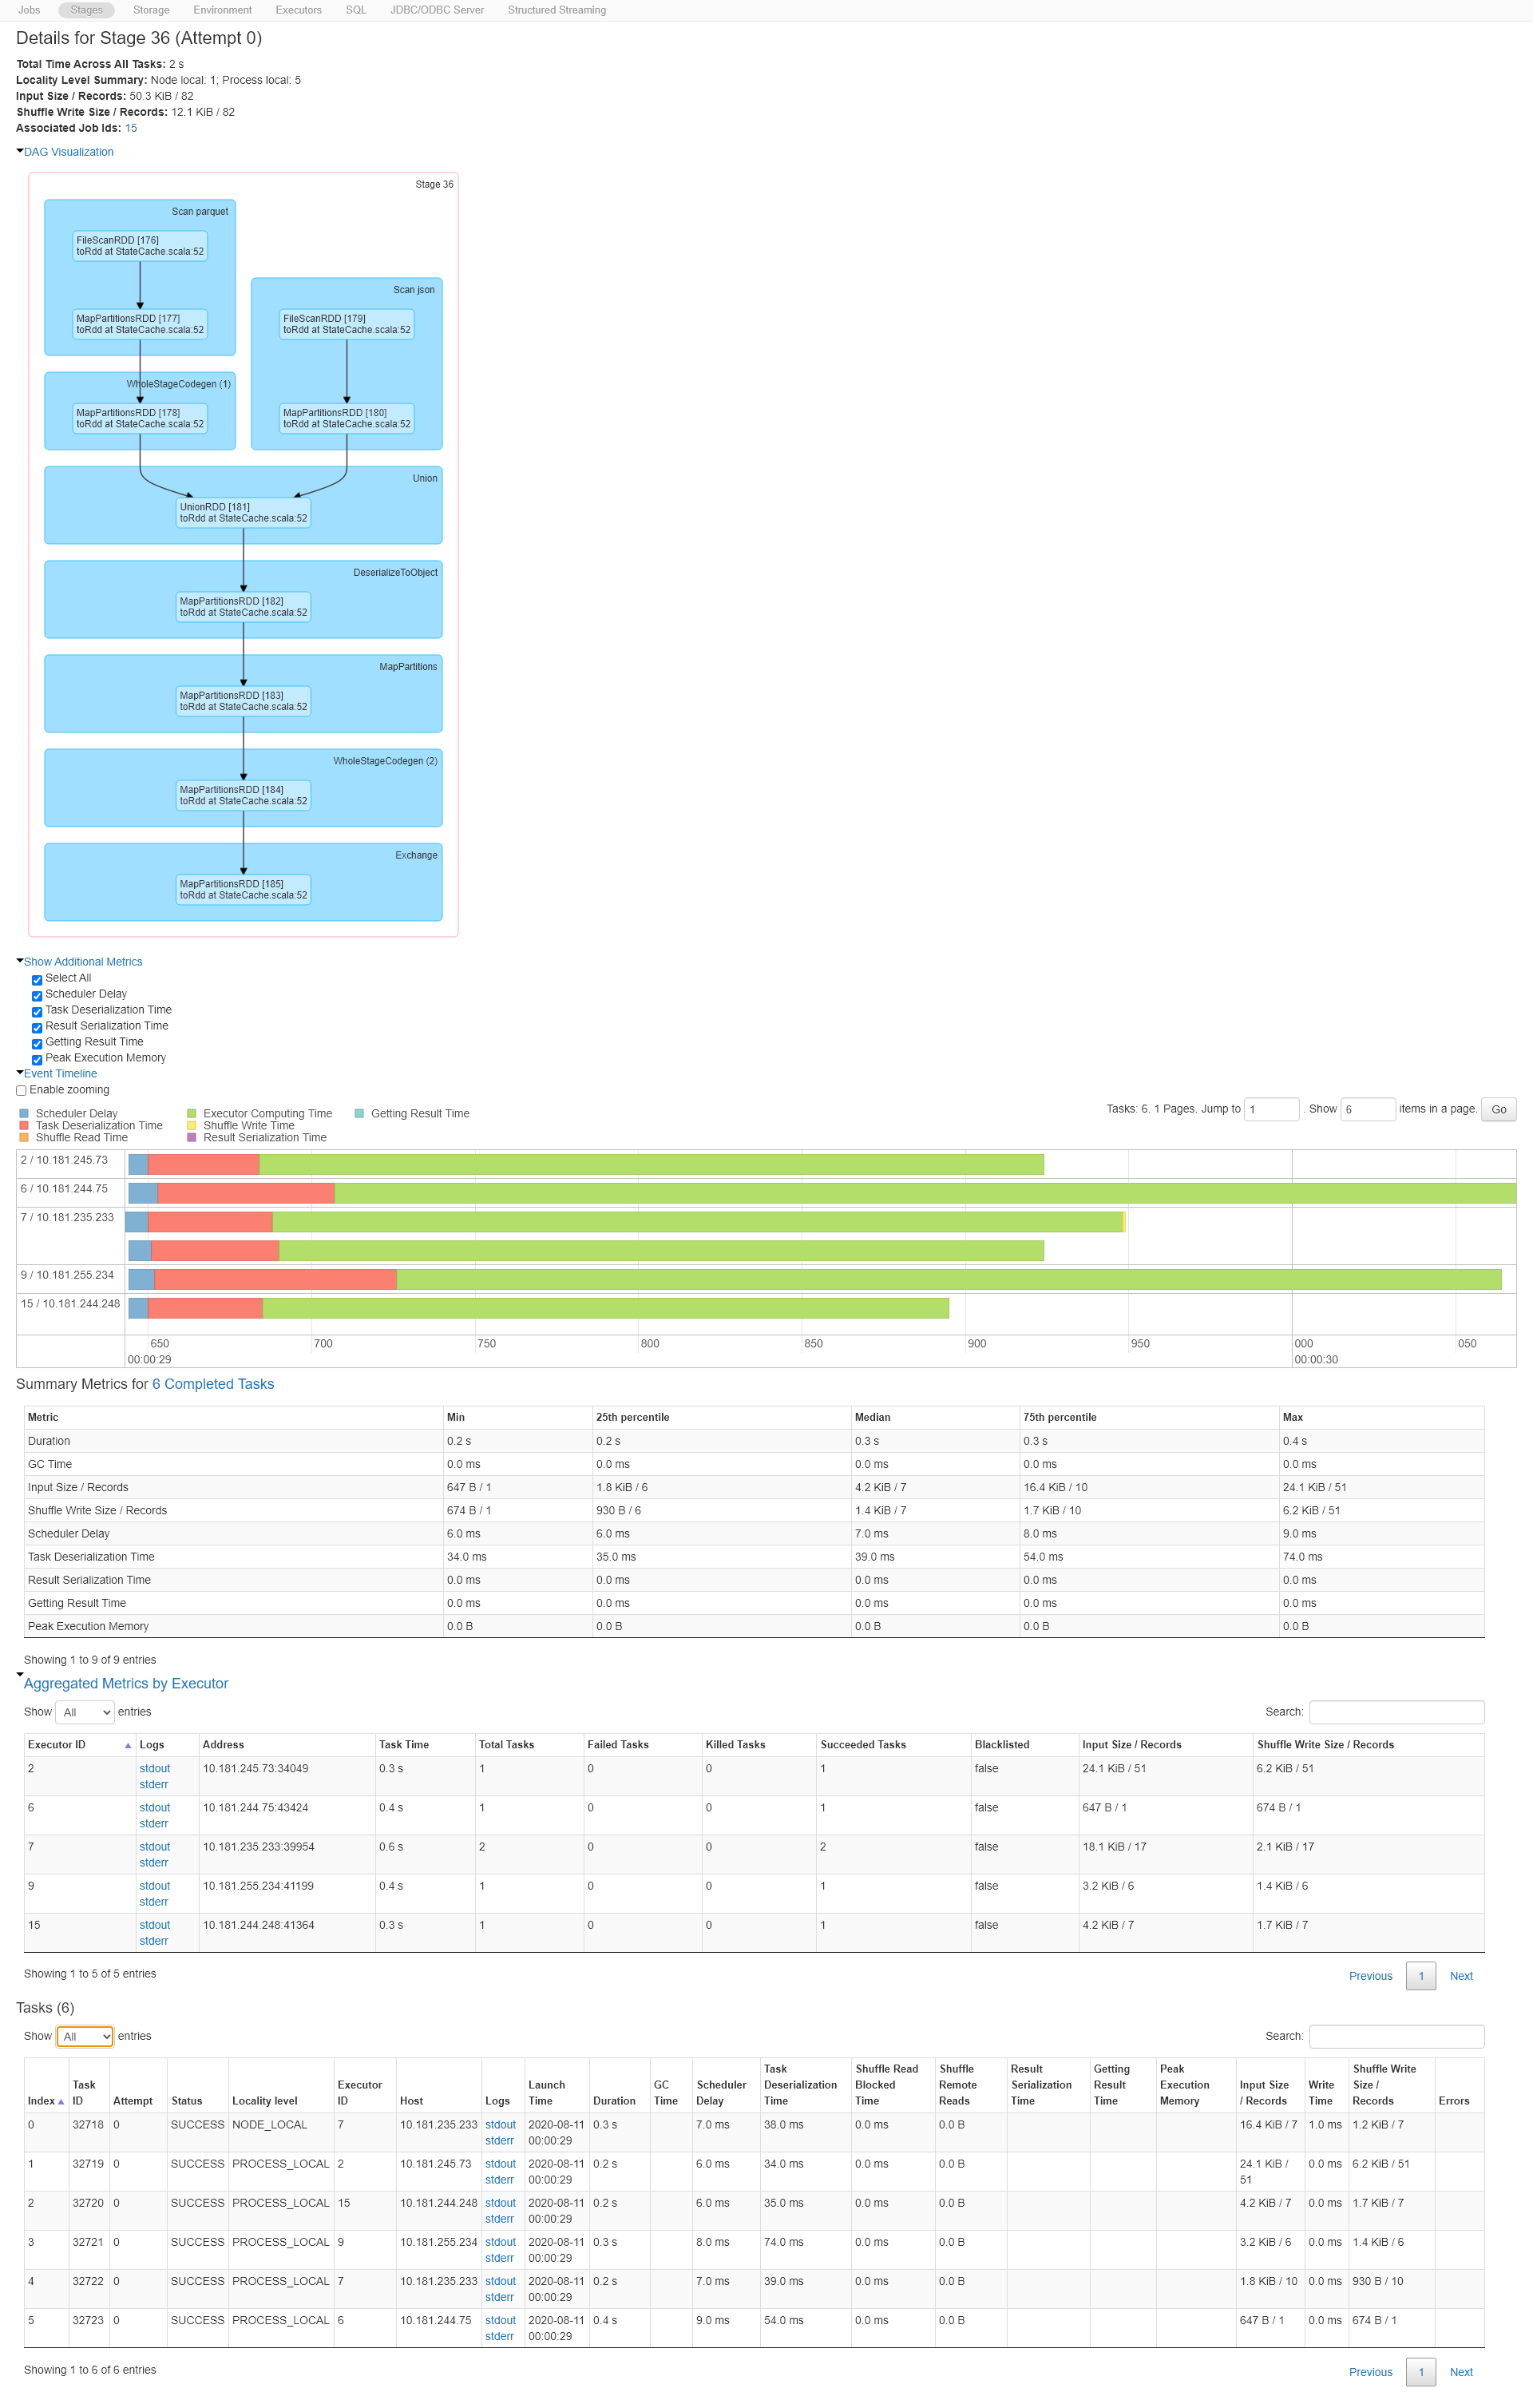 Jobs Stages Storage Environment Executors SQL JDBC/ODBC Server Structured Streaming
Details for Stage 36 (Attempt 0)
Total Time Across All Tasks: 2 s
Locality Level Summary: Node local: 1; Process local: 5
Input Size / Records: 50.3 KiB / 82
Shuffle Write Size / Records: 12.1 KiB / 82
Associated Job Ids: 15
DAG Visualization
Stage 36
Scan parquet
FileScanRDD [176]
toRdd at StateCache.scala:52
MapPartitionsRDD [177]
toRdd at StateCache.scala:52
WholeStageCodegen (1)
MapPartitionsRDD [178]
toRdd at StateCache.scala:52
Scan json
FileScanRDD [179]
toRdd at StateCache.scala:52
MapPartitionsRDD [180]
toRdd at StateCache.scala:52
Union
UnionRDD [181]
toRdd at StateCache.scala:52
DeserializeToObject
MapPartitionsRDD [182]
toRdd at StateCache.scala:52
MapPartitions
MapPartitionsRDD [183]
toRdd at StateCache.scala:52
WholeStageCodegen (2)
MapPartitionsRDD [184]
toRdd at StateCache.scala:52
Exchange
MapPartitionsRDD [185]
toRdd at StateCache.scala:52
Show Additional Metrics
Select All
Scheduler Delay
Task Deserialization Time
Result Serialization Time
Getting Result Time
Peak Execution Memory
Event Timeline
Enable zooming
Tasks: 6. 1 Pages. Jump to 1 . Show 6 items in a page. Go
Scheduler Delay Executor Computing Time Getting Result Time
Task Deserialization Time Shuffle Write Time
Shuffle Read Time Result Serialization Time
2 / 10.181.245.73
6 / 10.181.244.75
7 / 10.181.235.233
9 / 10.181.255.234
15 / 10.181.244.248
650 700 750 800 850 900 950 000 050
00:00:29 00:00:30
Summary Metrics for 6 Completed Tasks
Metric Min 25th percentile Median 75th percentile Max
Duration 0.2 s 0.2 s 0.3 s 0.3 s 0.4 s
GC Time 0.0 ms 0.0 ms 0.0 ms 0.0 ms 0.0 ms
Input Size / Records 647 B / 1 1.8 KiB / 6 4.2 KiB / 7 16.4 KiB / 10 24.1 KiB / 51
Shuffle Write Size / Records 674 B / 1 930 B / 6 1.4 KiB / 7 1.7 KiB / 10 6.2 KiB / 51
Scheduler Delay 6.0 ms 6.0 ms 7.0 ms 8.0 ms 9.0 ms
Task Deserialization Time 34.0 ms 35.0 ms 39.0 ms 54.0 ms 74.0 ms
Result Serialization Time 0.0 ms 0.0 ms 0.0 ms 0.0 ms 0.0 ms
Getting Result Time 0.0 ms 0.0 ms 0.0 ms 0.0 ms 0.0 ms
Peak Execution Memory 0.0 B 0.0 B 0.0 B 0.0 B 0.0 B
Showing 1 to 9 of 9 entries
Aggregated Metrics by Executor
Show All entries Search:
Executor ID Logs Address Task Time Total Tasks Failed Tasks Killed Tasks Succeeded Tasks Blacklisted Input Size / Records Shuffle Write Size / Records
2 stdout 10.181.245.73:34049 0.3 s 1 0 0 1 false 24.1 KiB / 51 6.2 KiB / 51
stderr
6 stdout 10.181.244.75:43424 0.4 s 1 0 0 1 false 647 B / 1 674 B / 1
stderr
7 stdout 10.181.235.233:39954 0.6 s 2 0 0 2 false 18.1 KiB / 17 2.1 KiB / 17
stderr
9 stdout 10.181.255.234:41199 0.4 s 1 0 0 1 false 3.2 KiB / 6 1.4 KiB / 6
stderr
15 stdout 10.181.244.248:41364 0.3 s 1 0 0 1 false 4.2 KiB / 7 1.7 KiB / 7
stderr
Showing 1 to 5 of 5 entries Previous 1 Next
Tasks (6)
Show All entries Search:
Task Shuffle Read Shuffle Result Getting Peak Shuffle Write
Task Executor Launch GC Scheduler Deserialization Blocked Remote Serialization Result Execution Input Size Write Size /
Index ID Attempt Status Locality level ID Host Logs Time Duration Time Delay Time Time Reads Time Time Memory / Records Time Records Errors
0 32718 0 SUCCESS NODE_LOCAL 7 10.181.235.233 stdout 2020-08-11 0.3 s 7.0 ms 38.0 ms 0.0 ms 0.0 B 16.4 KiB / 7 1.0 ms 1.2 KiB / 7
stderr 00:00:29
1 32719 0 SUCCESS PROCESS_LOCAL 2 10.181.245.73 stdout 2020-08-11 0.2 s 6.0 ms 34.0 ms 0.0 ms 0.0 B 24.1 KiB / 0.0 ms 6.2 KiB / 51
stderr 00:00:29 51
2 32720 0 SUCCESS PROCESS_LOCAL 15 10.181.244.248 stdout 2020-08-11 0.2 s 6.0 ms 35.0 ms 0.0 ms 0.0 B 4.2 KiB / 7 0.0 ms 1.7 KiB / 7
stderr 00:00:29
3 32721 0 SUCCESS PROCESS_LOCAL 9 10.181.255.234 stdout 2020-08-11 0.3 s 8.0 ms 74.0 ms 0.0 ms 0.0 B 3.2 KiB / 6 0.0 ms 1.4 KiB / 6
stderr 00:00:29
4 32722 0 SUCCESS PROCESS_LOCAL 7 10.181.235.233 stdout 2020-08-11 0.2 s 7.0 ms 39.0 ms 0.0 ms 0.0 B 1.8 KiB / 10 0.0 ms 930 B / 10
stderr 00:00:29
5 32723 0 SUCCESS PROCESS_LOCAL 6 10.181.244.75 stdout 2020-08-11 0.4 s 9.0 ms 54.0 ms 0.0 ms 0.0 B 647 B / 1 0.0 ms 674 B / 1
stderr 00:00:29
Showing 1 to 6 of 6 entries Previous 1 Next